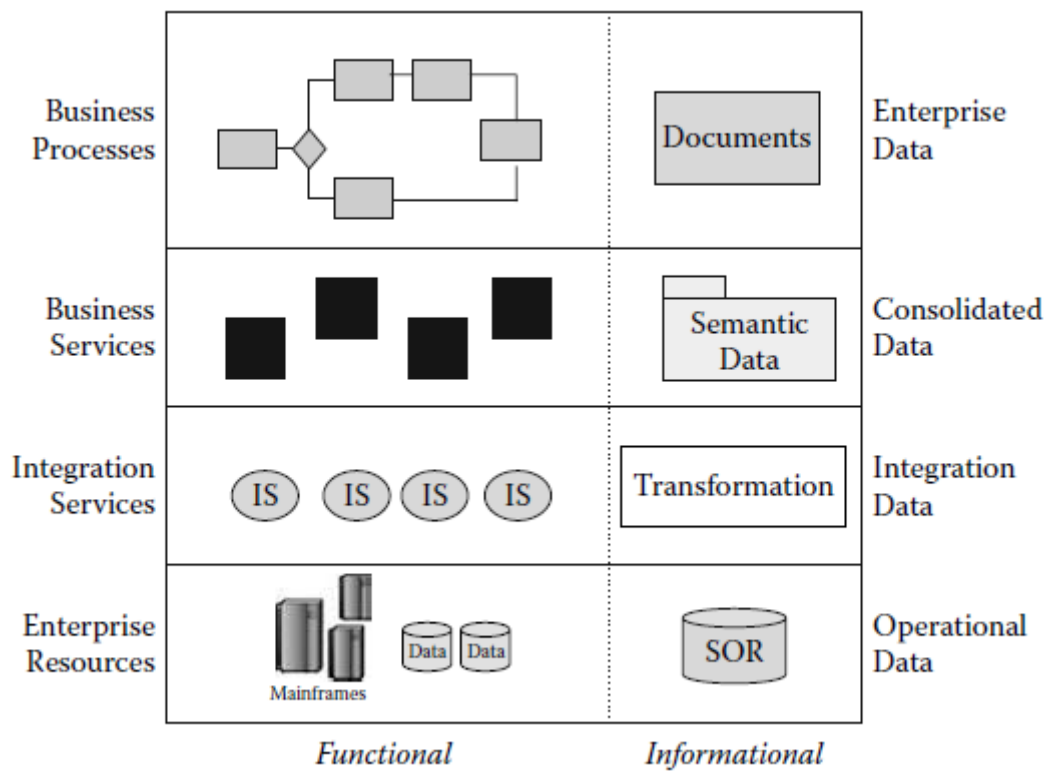 Business
Processes
Documents
Enterprise
Data
Business
Services
Semantic
Data
Consolidated
Data
Integration
Services
IS
IS
IS
IS
Transformation
Integration
Data
Enterprise
Resources
Mainframes
Data
Data
SOR
Operational
Data
Functional
Informational